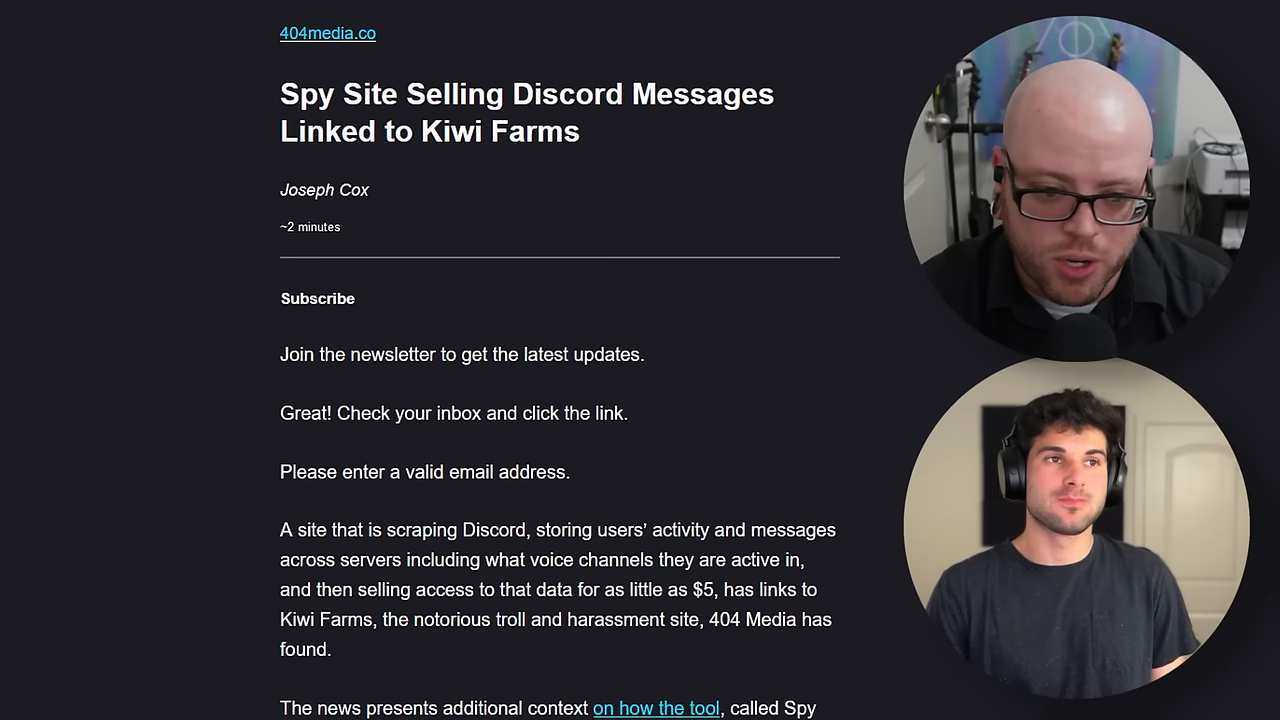 404media.co
Spy Site Selling Discord Messages
Linked to Kiwi Farms
Joseph Cox
~2 minutes
Subscribe
Join the newsletter to get the latest updates.
Great! Check your inbox and click the link.
Please enter a valid email address.
A site that is scraping Discord, storing users’ activity and messages
across servers including what voice channels they are active in,
and then selling access to that data for as little as $5, has links to
Kiwi Farms, the notorious troll and harassment site, 404 Media has
found.
The news presents additional context on how the tool, called Spy